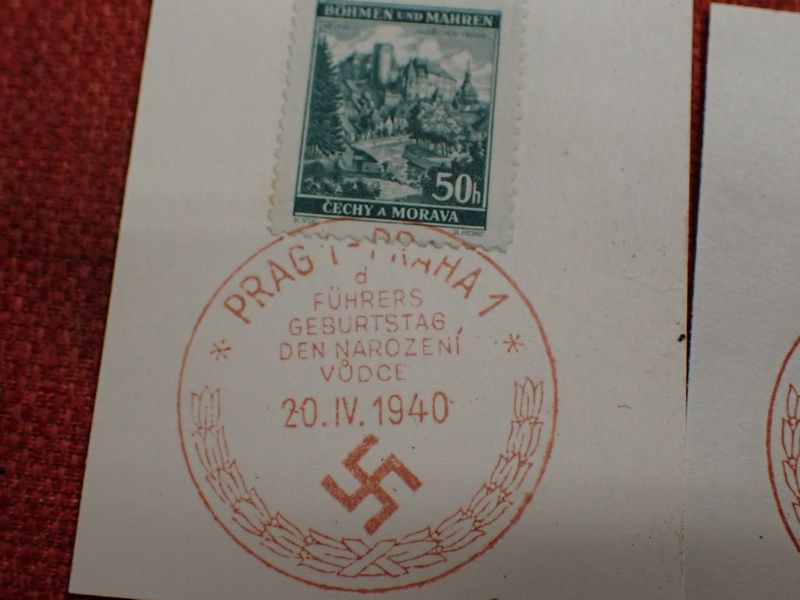 BÖHMEN UND MÄHREN
50h
ČECHY A MORAVA
PRAG 1 - PRAHA 1
d
FÜHRERS
GEBURTSTAG
DEN NAROZENÍ
VŮDCE
20.IV.1940